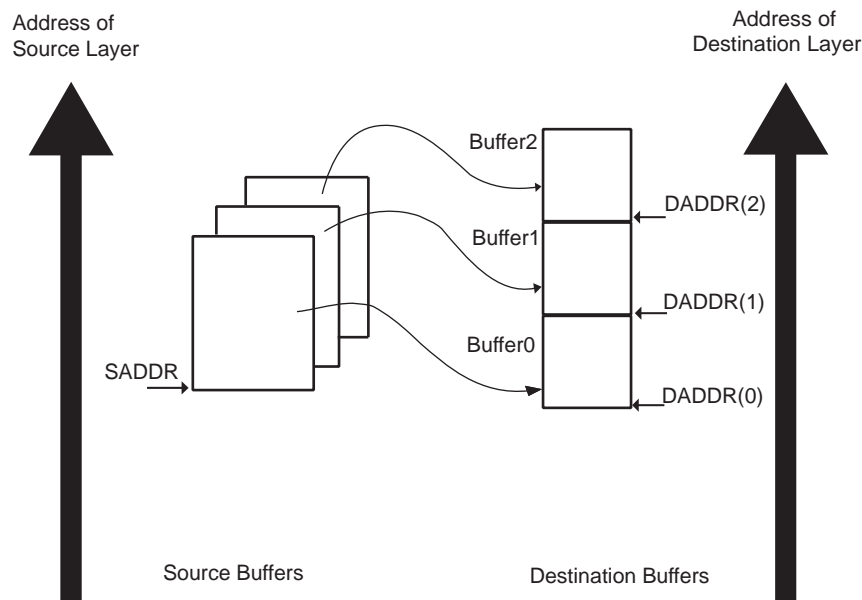 Address of
Source Layer
Address of
Destination Layer
Buffer2
DADDR(2)
Buffer1
DADDR(1)
Buffer0
SADDR
DADDR(0)
Source Buffers
Destination Buffers